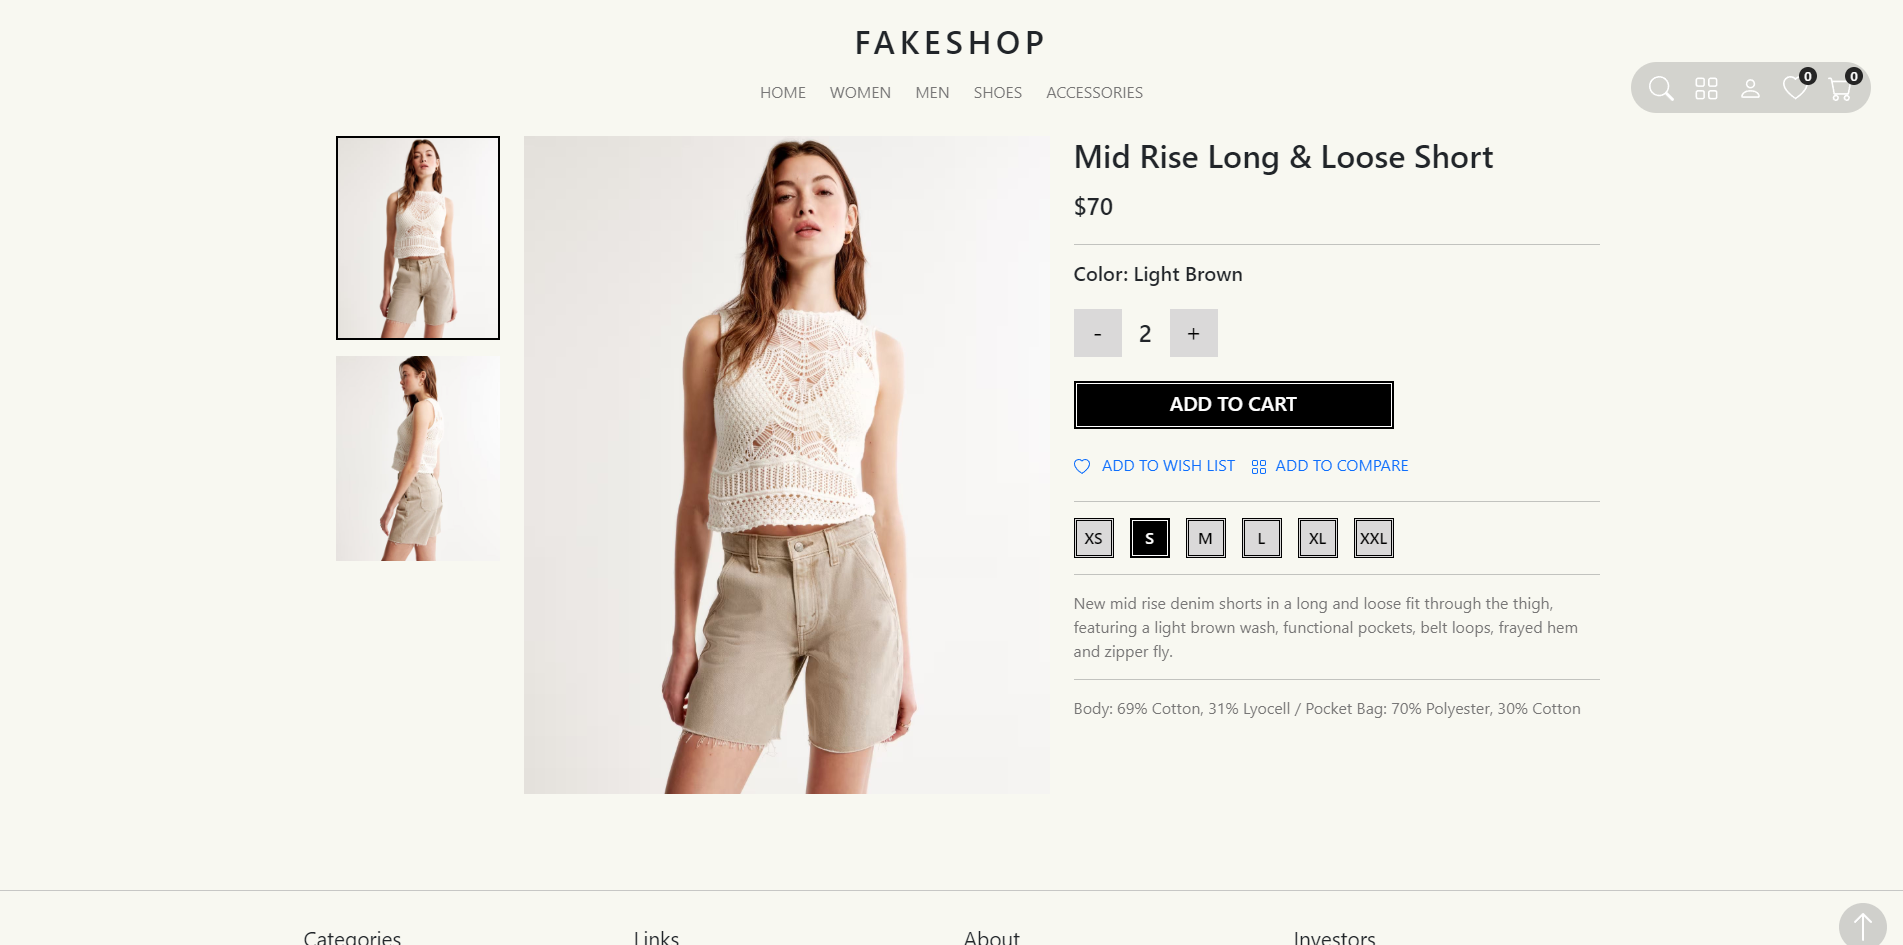 FAKESHOP
HOME WOMEN MEN SHOES ACCESSORIES
0 0
Mid Rise Long & Loose Short
$70
Color: Light Brown
- 2 +
ADD TO CART
ADD TO WISH LIST ADD TO COMPARE
XS S M L XL XXL
New mid rise denim shorts in a long and loose fit through the thigh,
featuring a light brown wash, functional pockets, belt loops, frayed hem
and zipper fly.
Body: 69% Cotton, 31% Lyocell / Pocket Bag: 70% Polyester, 30% Cotton
Categories Links About Investors